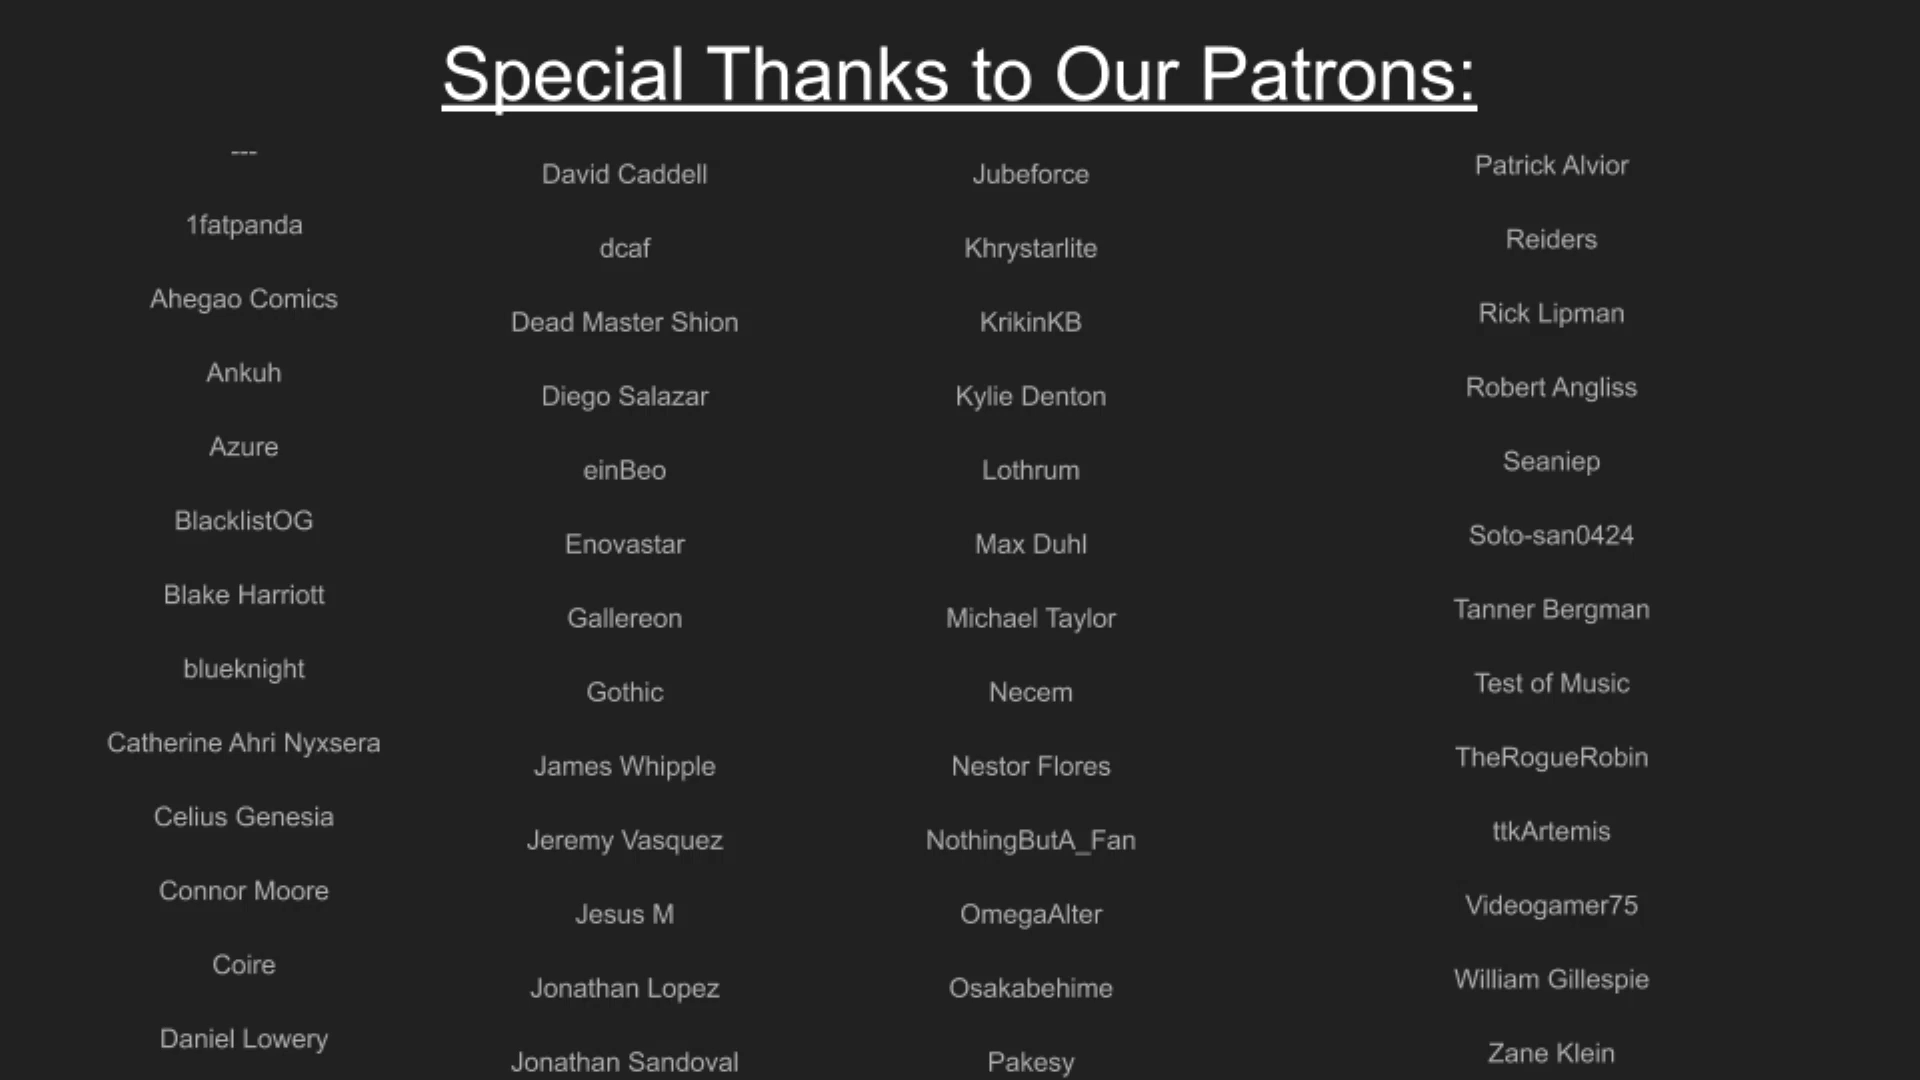 Special Thanks to Our Patrons:
---
1fatpanda
Ahegao Comics
Ankuh
Azure
BlacklistOG
Blake Harriott
blueknight
Catherine Ahri Nyxsera
Celius Genesia
Connor Moore
Coire
Daniel Lowery
David Caddell
dcaf
Dead Master Shion
Diego Salazar
einBeo
Enovastar
Gallereon
Gothic
James Whipple
Jeremy Vasquez
Jesus M
Jonathan Lopez
Jonathan Sandoval
Jubeforce
Khrystarlite
KrikinKB
Kylie Denton
Lothrum
Max Duhl
Michael Taylor
Necem
Nestor Flores
NothingButA_Fan
OmegaAlter
Osakabehime
Pakesy
Patrick Alvior
Reiders
Rick Lipman
Robert Angliss
Seaniep
Soto-san0424
Tanner Bergman
Test of Music
TheRogueRobin
ttkArtemis
Videogamer75
William Gillespie
Zane Klein